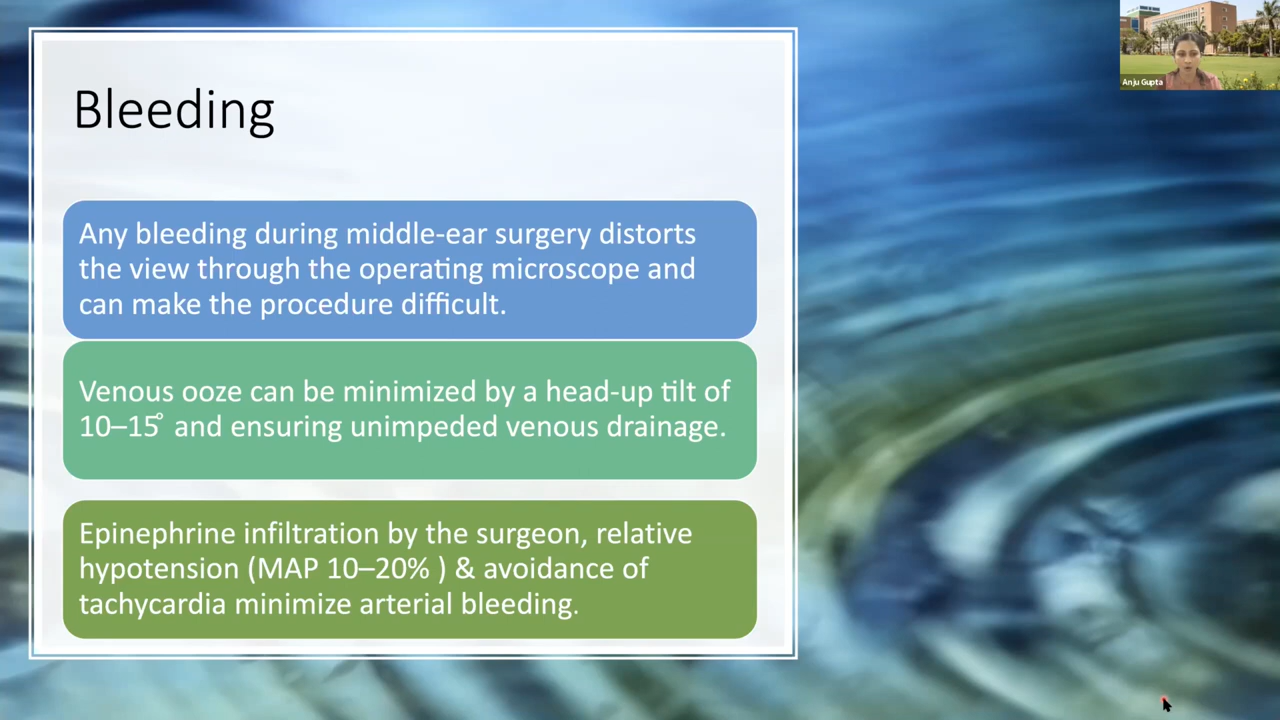 Bleeding
Any bleeding during middle-ear surgery distorts
the view through the operating microscope and
can make the procedure difficult.
Venous ooze can be minimized by a head-up tilt of
10–15° and ensuring unimpeded venous drainage.
Epinephrine infiltration by the surgeon, relative
hypotension (MAP 10–20% ) & avoidance of
tachycardia minimize arterial bleeding.
Anju Gupta